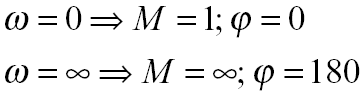 ω = 0 ⇒ M = 1; φ = 0
ω = ∞ ⇒ M = ∞; φ = 180